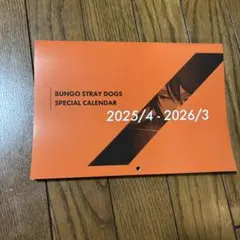 BUNGO STRAY DOGS
SPECIAL CALENDAR
2025/4 - 2026/3